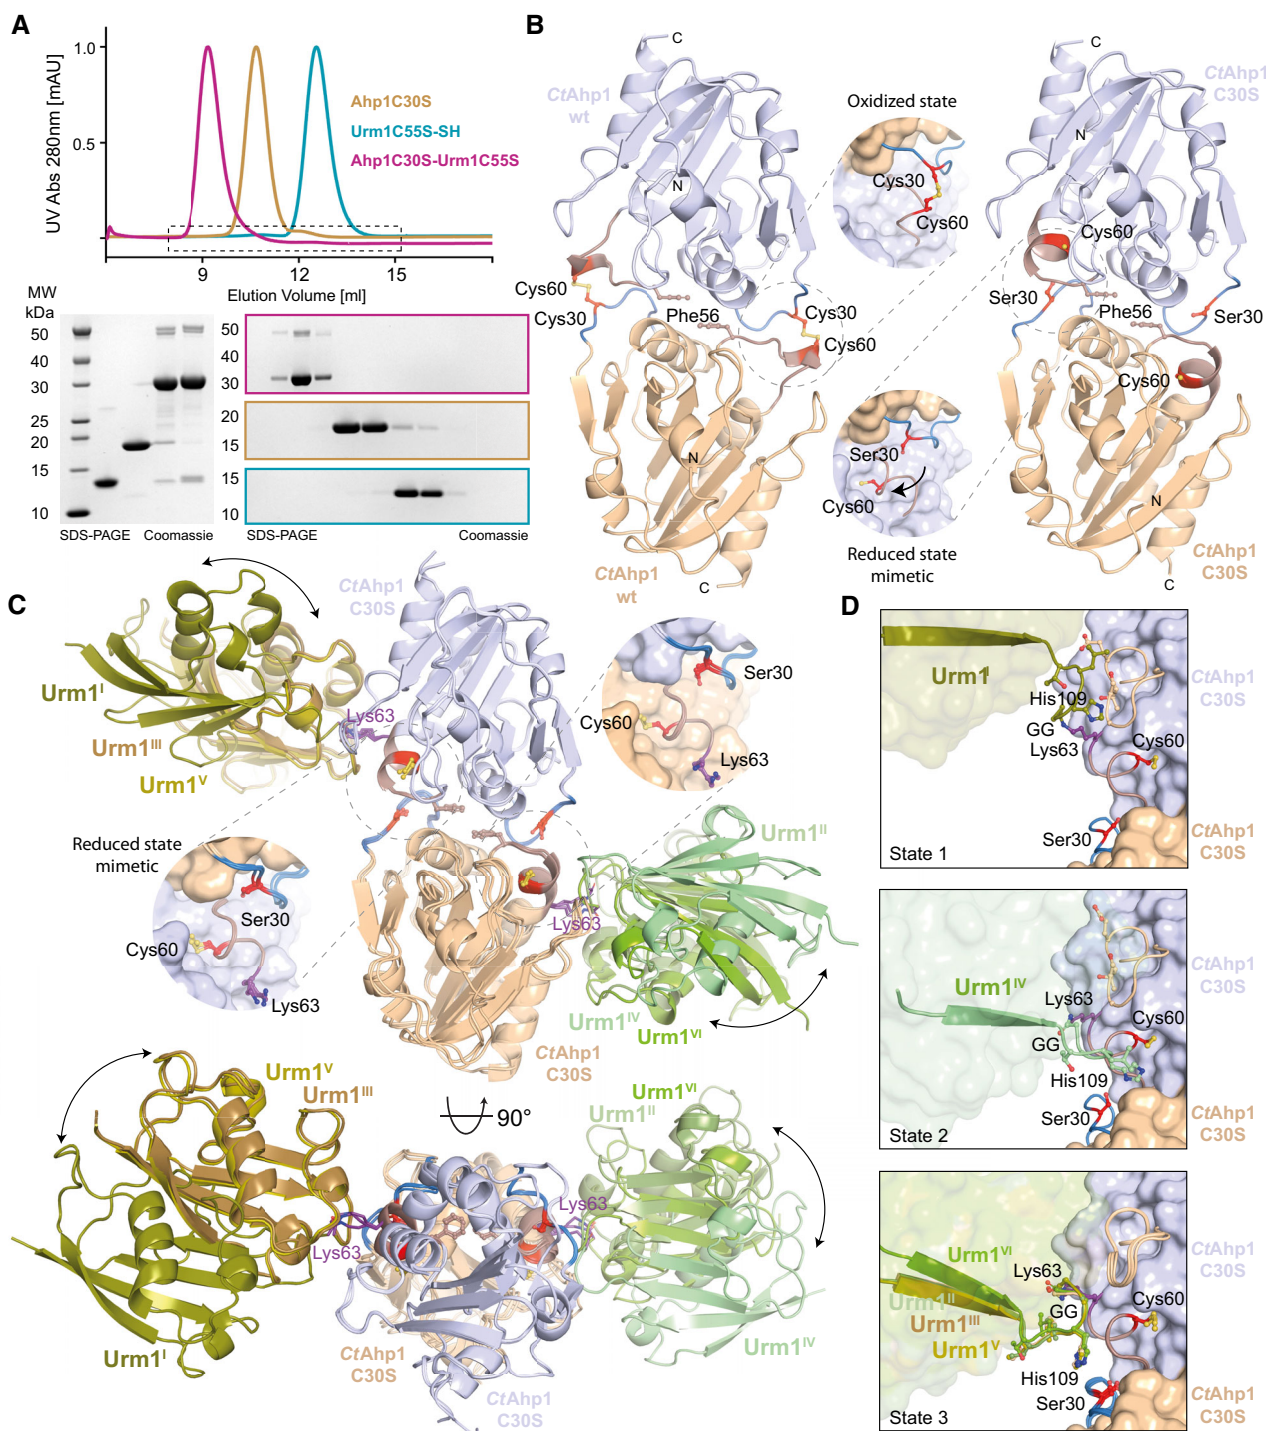 A
UV Abs 280nm [mAU]
1.0
0.5
9
12
15
Elution Volume [ml]
Ahp1C30S
Urm1C55S-SH
Ahp1C30S-Urm1C55S
MW
kDa
50
40
30
25
20
15
10
SDS-PAGE
Coomassie
50
40
30
20
15
15
10
SDS-PAGE
Coomassie
B
C
CtAhp1
wt
N
Cys60
Cys30
Phe56
Cys30
Cys60
N
CtAhp1
wt
C
Oxidized state
Cys30
Cys60
Ser30
Cys60
Reduced state
mimetic
C
CtAhp1
C30S
N
Cys60
Ser30
Phe56
Ser30
Cys60
N
CtAhp1
C30S
C
C
CtAhp1
C30S
Urm1I
Urm1III
Urm1V
Lys63
Ser30
Cys60
Lys63
Reduced state
mimetic
Ser30
Cys60
Lys63
Urm1II
Lys63
Urm1IV
Urm1VI
CtAhp1
C30S
90°
Urm1V
Urm1III
Lys63
Urm1I
Urm1VI
Urm1II
Lys63
Urm1IV
CtAhp1
C30S
CtAhp1
C30S
D
Urm1I
His109
GG
Lys63
Cys60
Ser30
CtAhp1
C30S
CtAhp1
C30S
State 1
Urm1IV
Lys63
Cys60
GG
His109
Ser30
CtAhp1
C30S
CtAhp1
C30S
State 2
Urm1VI
Lys63
Urm1II
GG
Cys60
Urm1III
Urm1V
His109
Ser30
CtAhp1
C30S
CtAhp1
C30S
State 3